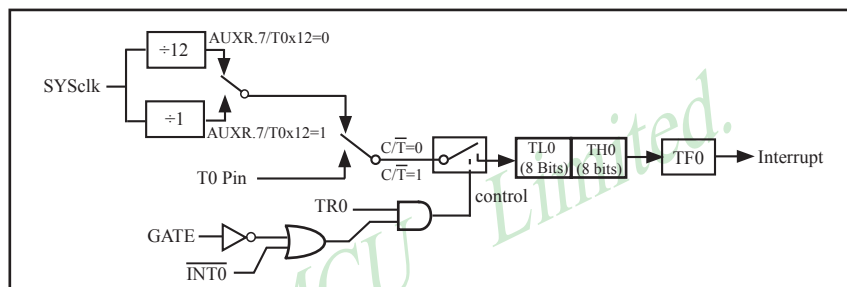 ÷12
AUXR.7/T0x12=0
SYSclk
÷1
AUXR.7/T0x12=1
C/T̅=0
C/T̅=1
TL0
(8 Bits)
TH0
(8 bits)
TF0
Interrupt
T0 Pin
control
TR0
GATE
I̅N̅T̅0̅
MCU Limited.